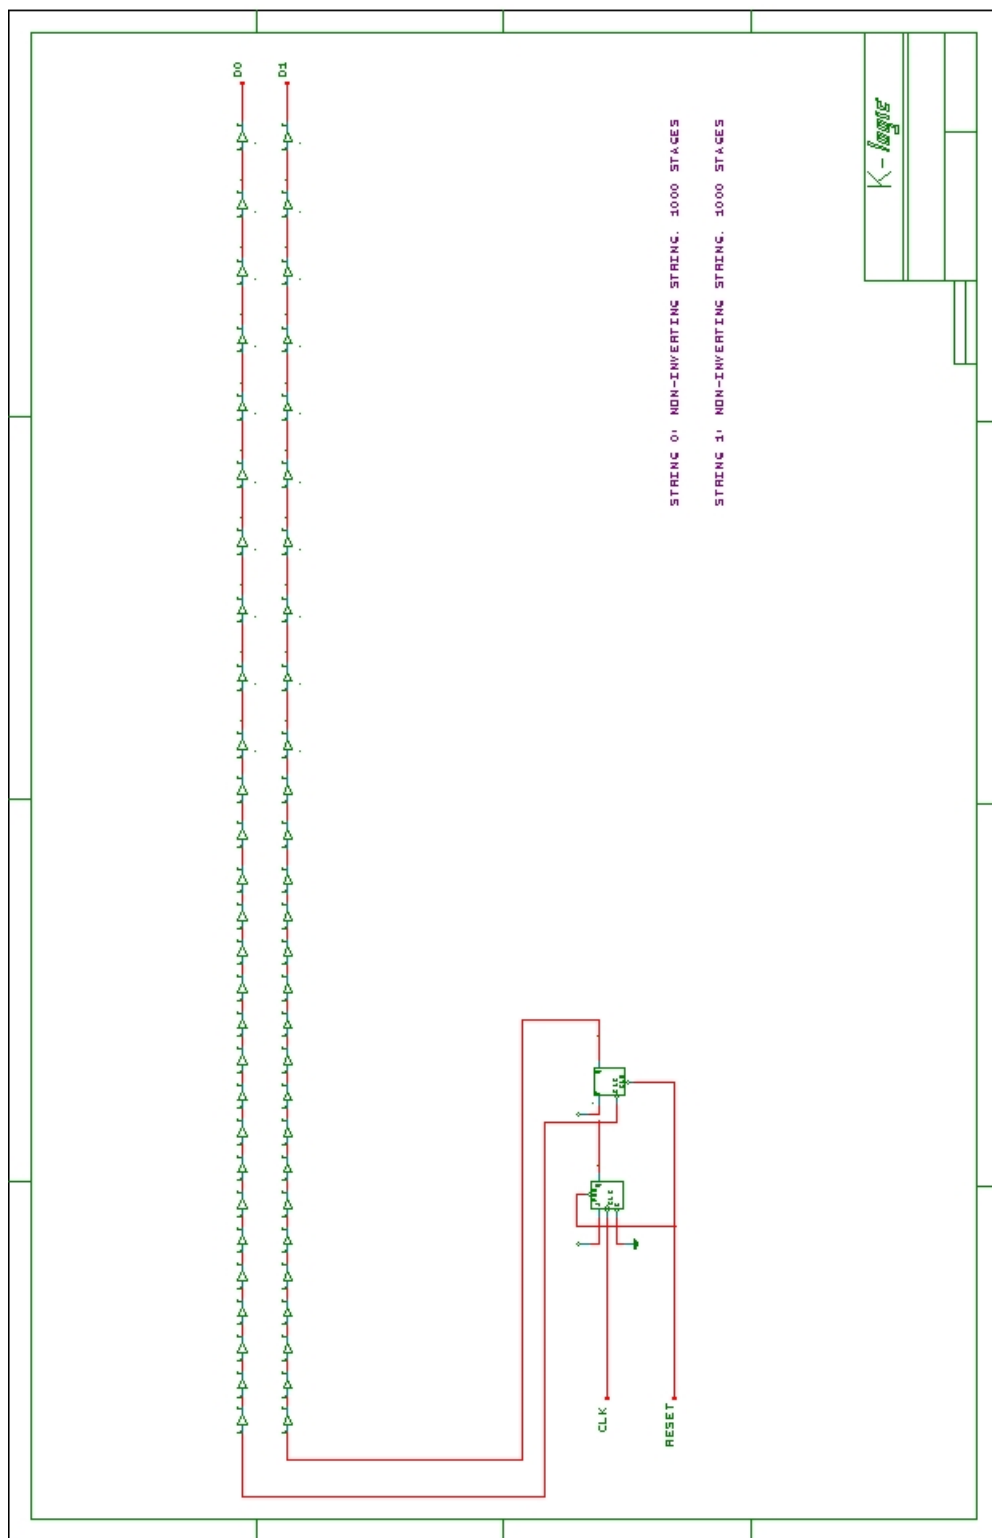 D0
D1
STRING 0: NON-INVERTING STRING. 1000 STAGES
STRING 1: NON-INVERTING STRING. 1000 STAGES
K-logic
CLK
RESET